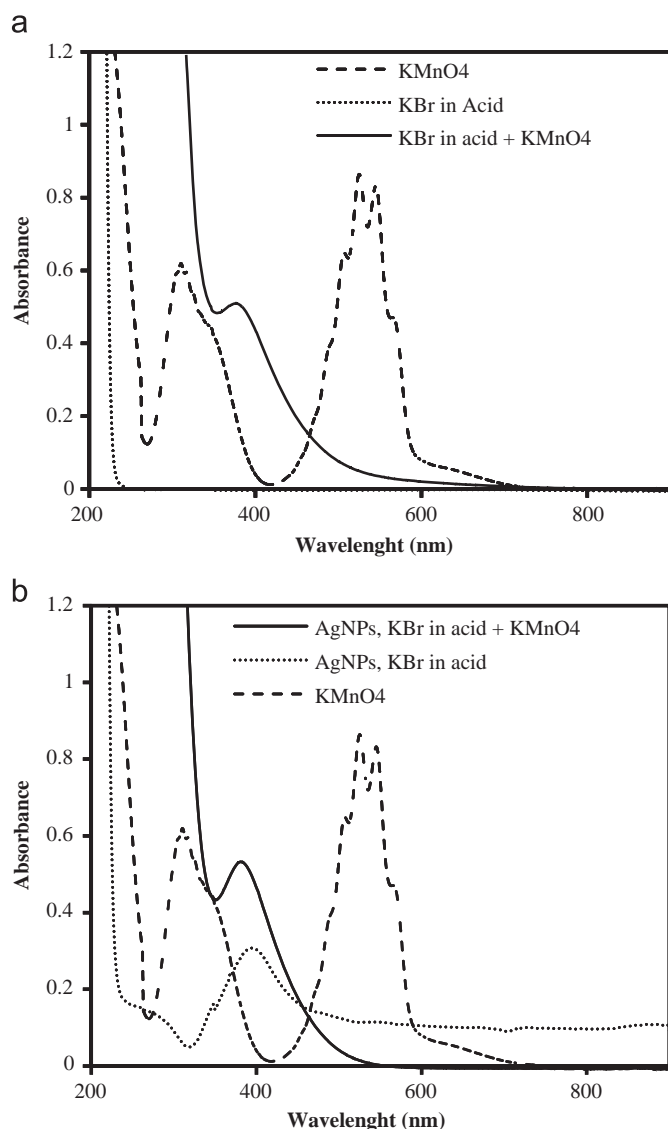 a
1.2
KMnO4
KBr in Acid
1
KBr in acid + KMnO4
0.8
Absorbance
0.6
0.4
0.2
0
200
400
600
800
Wavelenght (nm)
b
1.2
AgNPs, KBr in acid + KMnO4
AgNPs, KBr in acid
1
KMnO4
0.8
Absorbance
0.6
0.4
0.2
0
200
400
600
800
Wavelenght (nm)